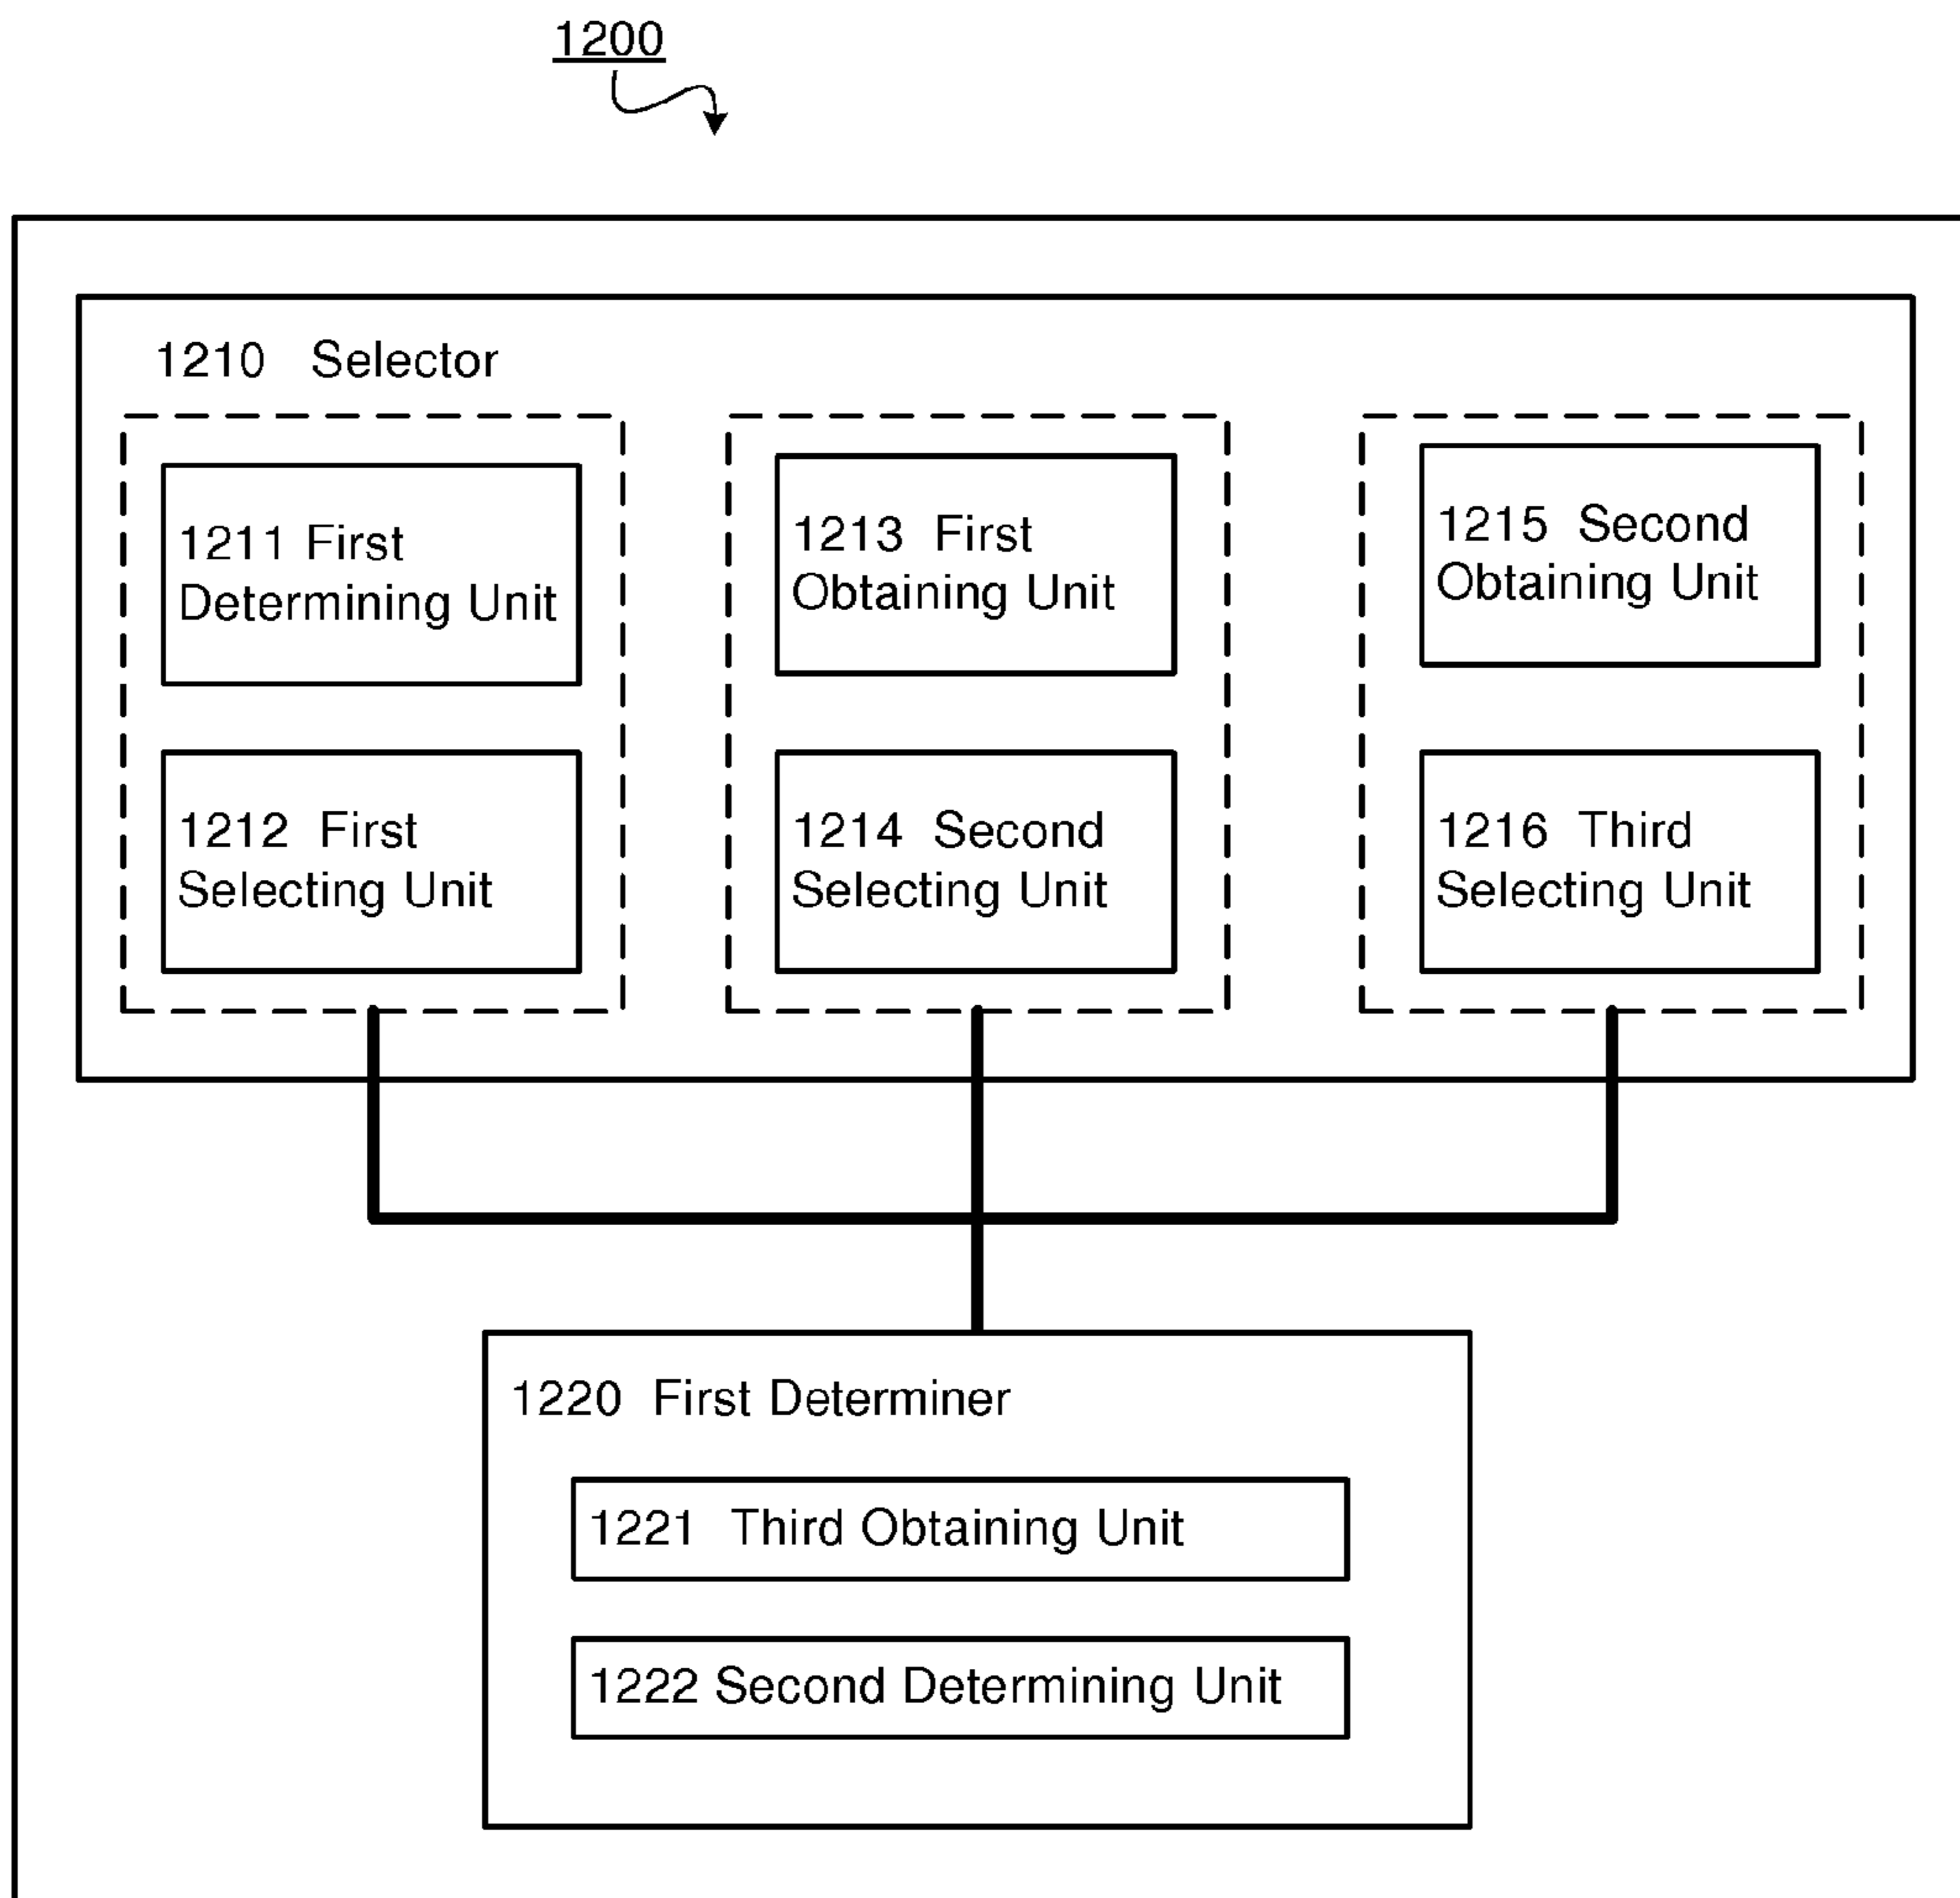 1200
1210 Selector
1211 First
Determining Unit
1212 First
Selecting Unit
1213 First
Obtaining Unit
1214 Second
Selecting Unit
1215 Second
Obtaining Unit
1216 Third
Selecting Unit
1220 First Determiner
1221 Third Obtaining Unit
1222 Second Determining Unit